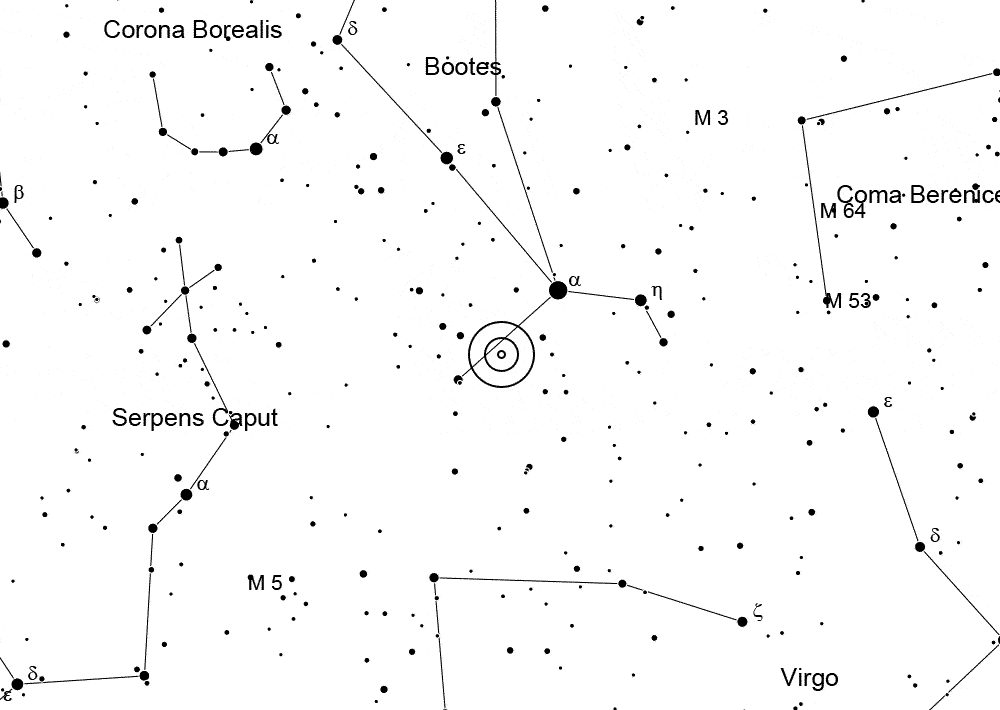 Corona Borealis
δ
Bootes
M 3
α
ε
β
Coma Berenice
M 64
α
η
M 53
ε
Serpens Caput
α
δ
M 5
ζ
δ
ε
Virgo